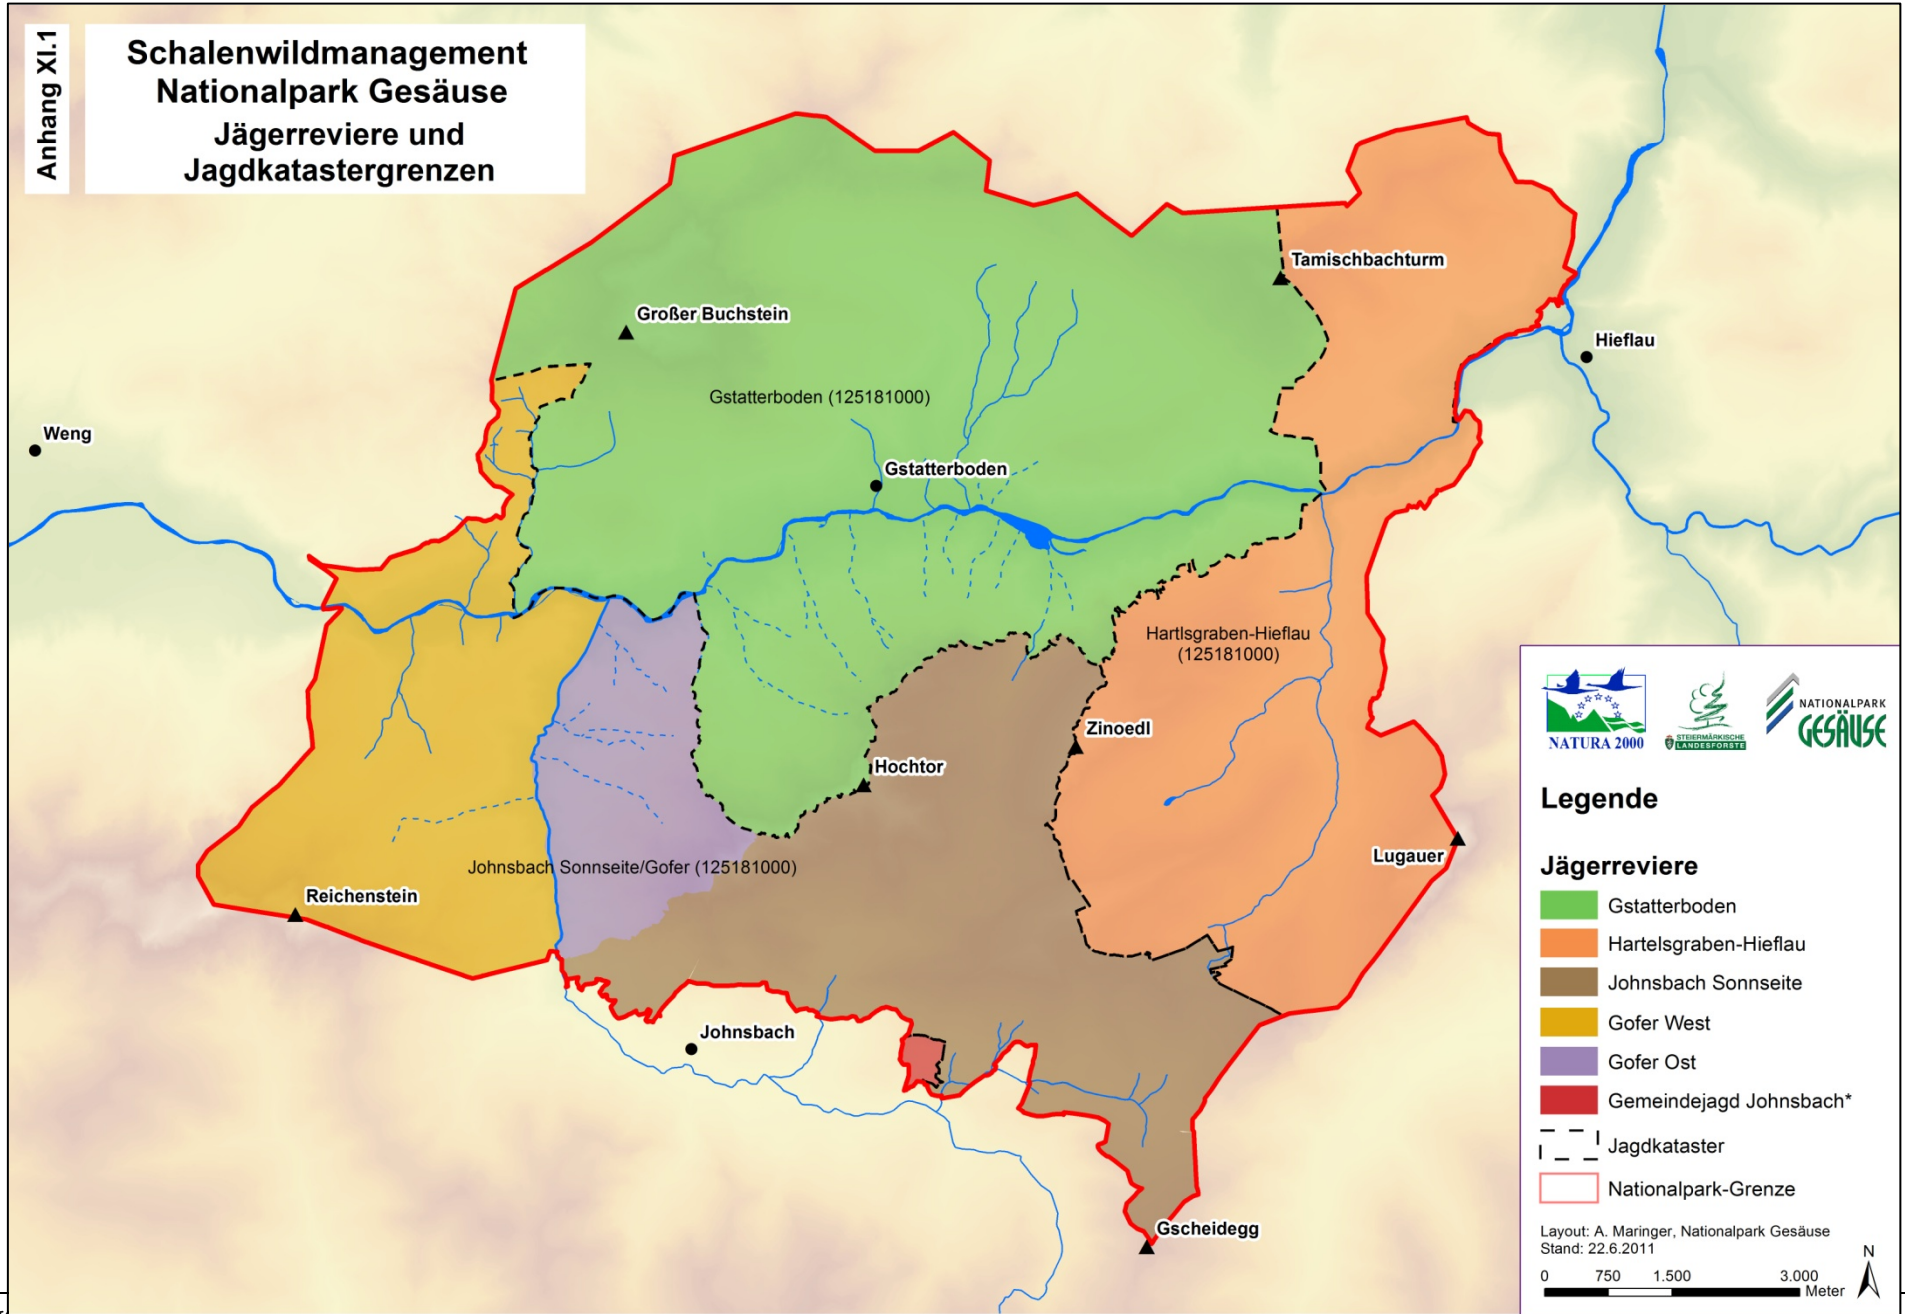 Anhang XI.1
Schalenwildmanagement
Nationalpark Gesäuse
Jägerreviere und
Jagdkatastergrenzen
Tamischbachturm
Großer Buchstein
Hieflau
Gstatterboden (125181000)
Weng
Gstatterboden
Hartlsgraben-Hieflau
(125181000)
Zinoedl
Hochtor
Lugauer
Johnsbach Sonnseite/Gofer (125181000)
Reichenstein
Johnsbach
Gscheidegg
NATURA 2000
STEIERMÄRKISCHE
LANDESFORSTE
NATIONALPARK
GESÄUSE
Legende
Jägerreviere
Gstatterboden
Hartelsgraben-Hieflau
Johnsbach Sonnseite
Gofer West
Gofer Ost
Gemeindejagd Johnsbach*
Jagdkataster
Nationalpark-Grenze
Layout: A. Maringer, Nationalpark Gesäuse
Stand: 22.6.2011
N
0 750 1.500 3.000
Meter